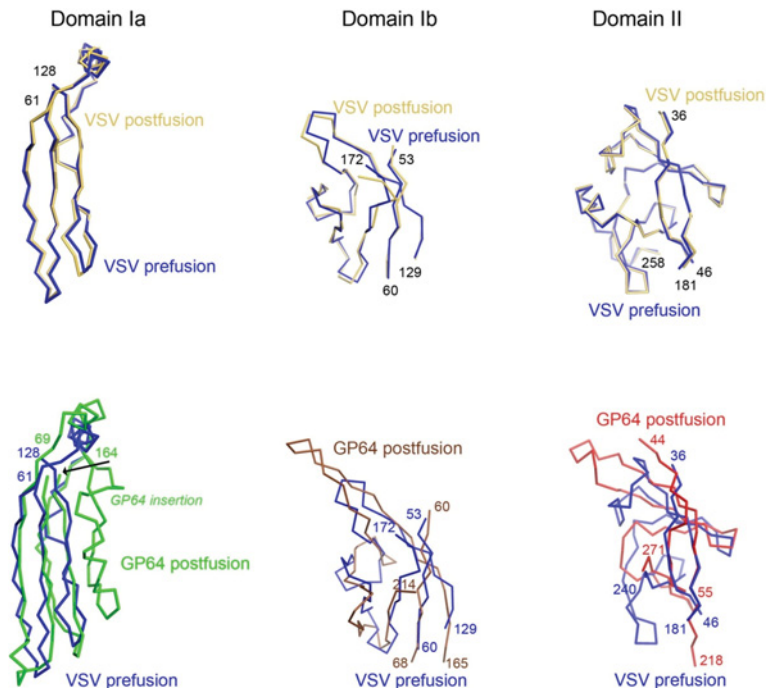 Domain Ia
Domain Ib
Domain II
128
61
VSV postfusion
VSV prefusion
VSV postfusion
VSV prefusion
172
53
129
60
VSV postfusion
36
258
46
181
VSV prefusion
69
128
164
61
GP64 insertion
GP64 postfusion
VSV prefusion
GP64 postfusion
53
60
172
214
129
60
68
165
VSV prefusion
GP64 postfusion
44
36
271
240
55
181
46
218
VSV prefusion